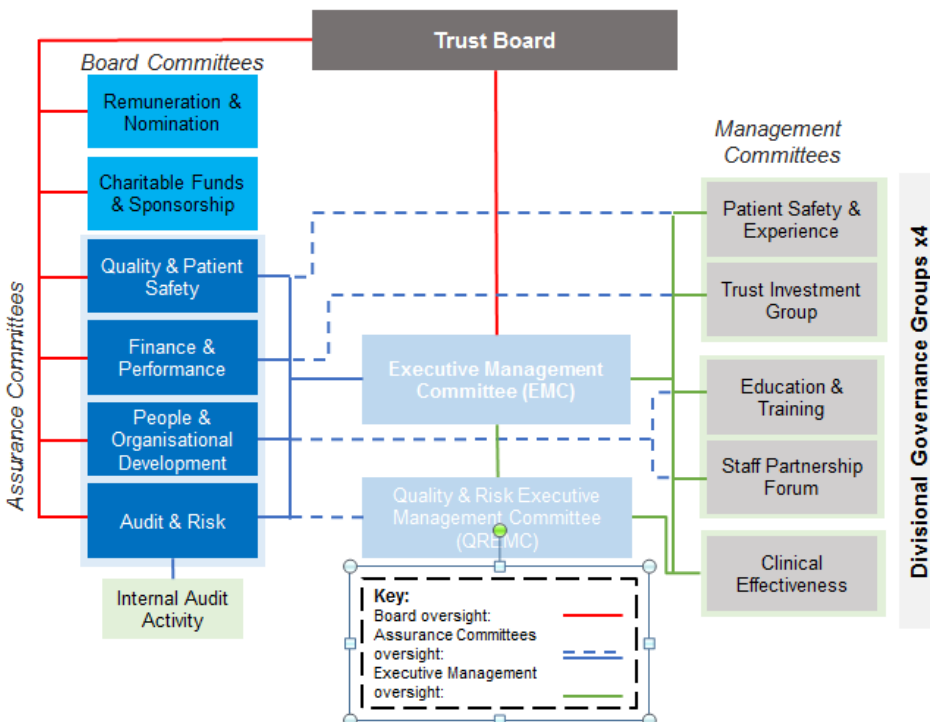 Trust Board
Board Committees
Remuneration &
Nomination
Charitable Funds
& Sponsorship
Quality & Patient
Safety
Finance &
Performance
People &
Organisational
Development
Audit & Risk
Internal Audit
Activity
Assurance Committees
Executive Management
Committee (EMC)
Quality & Risk Executive
Management Committee
(QREMC)
Management
Committees
Patient Safety &
Experience
Trust Investment
Group
Education &
Training
Staff Partnership
Forum
Clinical
Effectiveness
Divisional Governance Groups x4
Key:
Board oversight:
Assurance Committees
oversight:
Executive Management
oversight: